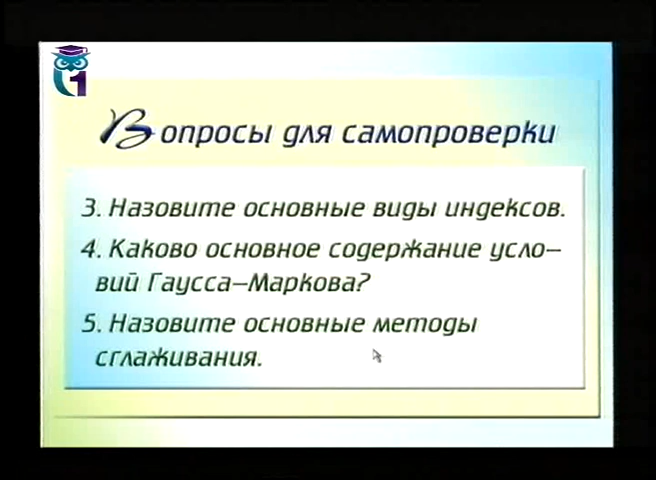 1
Вопросы для самопроверки
3. Назовите основные виды индексов.
4. Каково основное содержание усло–
вий Гаусса–Маркова?
5. Назовите основные методы
сглаживания.